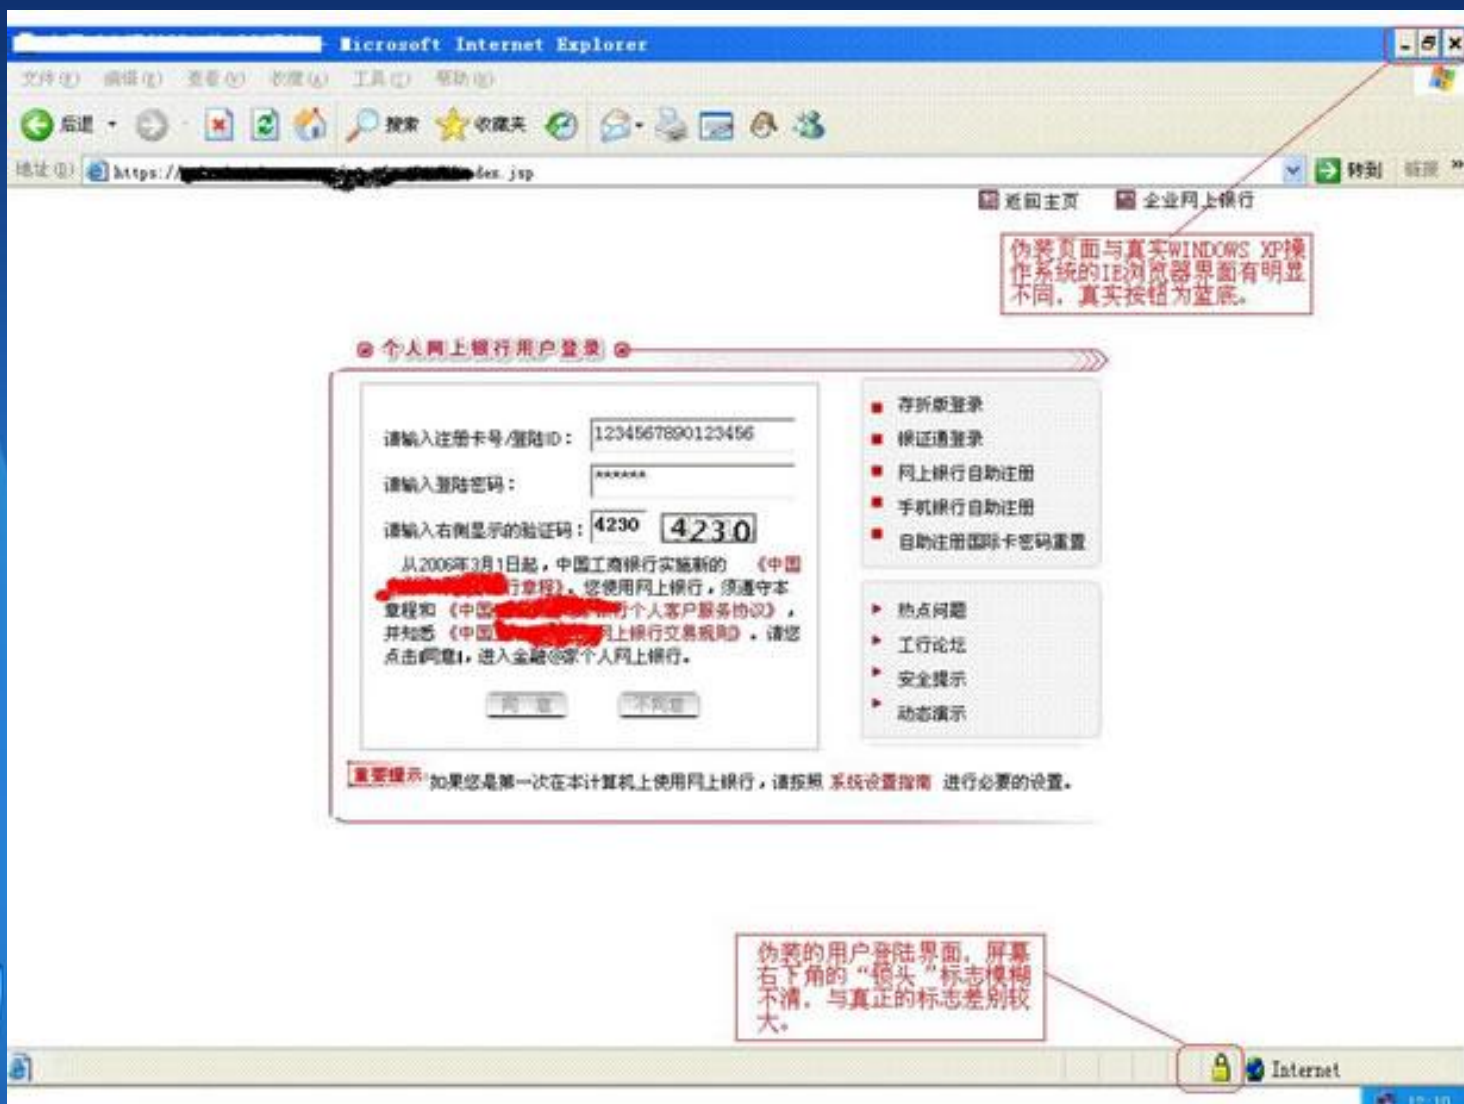 Microsoft Internet Explorer
文件(F) 编辑(E) 查看(V) 收藏(A) 工具(T) 帮助(H)
后退 搜索 收藏夹
地址(D) https:// dex.jsp 转到 链接 »
返回主页 企业网上银行
伪装页面与真实WINDOWS XP操
作系统的IE浏览器界面有明显
不同，真实按钮为蓝底。
个人网上银行用户登录
请输入注册卡号/登陆ID： 1234567890123456
请输入登陆密码： ******
请输入右侧显示的验证码： 4230 4230
从2006年3月1日起，中国工商银行实施新的 《中国
行章程》。您使用网上银行，须遵守本
章程和 《中国 银行个人客户服务协议》，
并知悉 《中国 网上银行交易规则》。请您
点击"同意"，进入金融@家个人网上银行。
同 意 不同意
存折版登录
银证通登录
网上银行自助注册
手机银行自助注册
自助注册国际卡密码重置
热点问题
工行论坛
安全提示
动态演示
重要提示 如果您是第一次在本计算机上使用网上银行，请按照 系统设置指南 进行必要的设置。
伪装的用户登陆界面，屏幕
右下角的“锁头”标志模糊
不清，与真正的标志差别较
大。
Internet